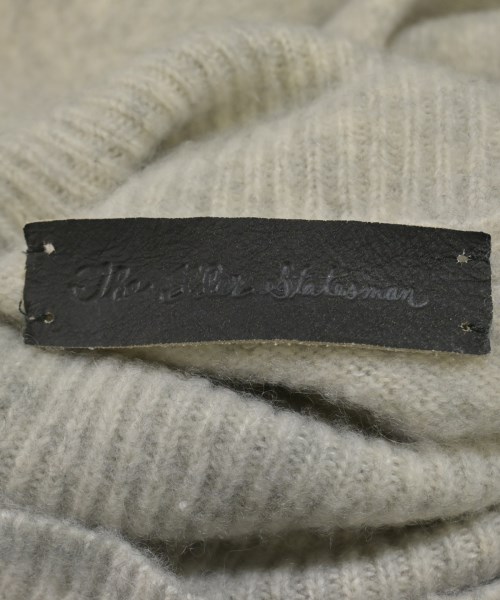 The Elder Statesman